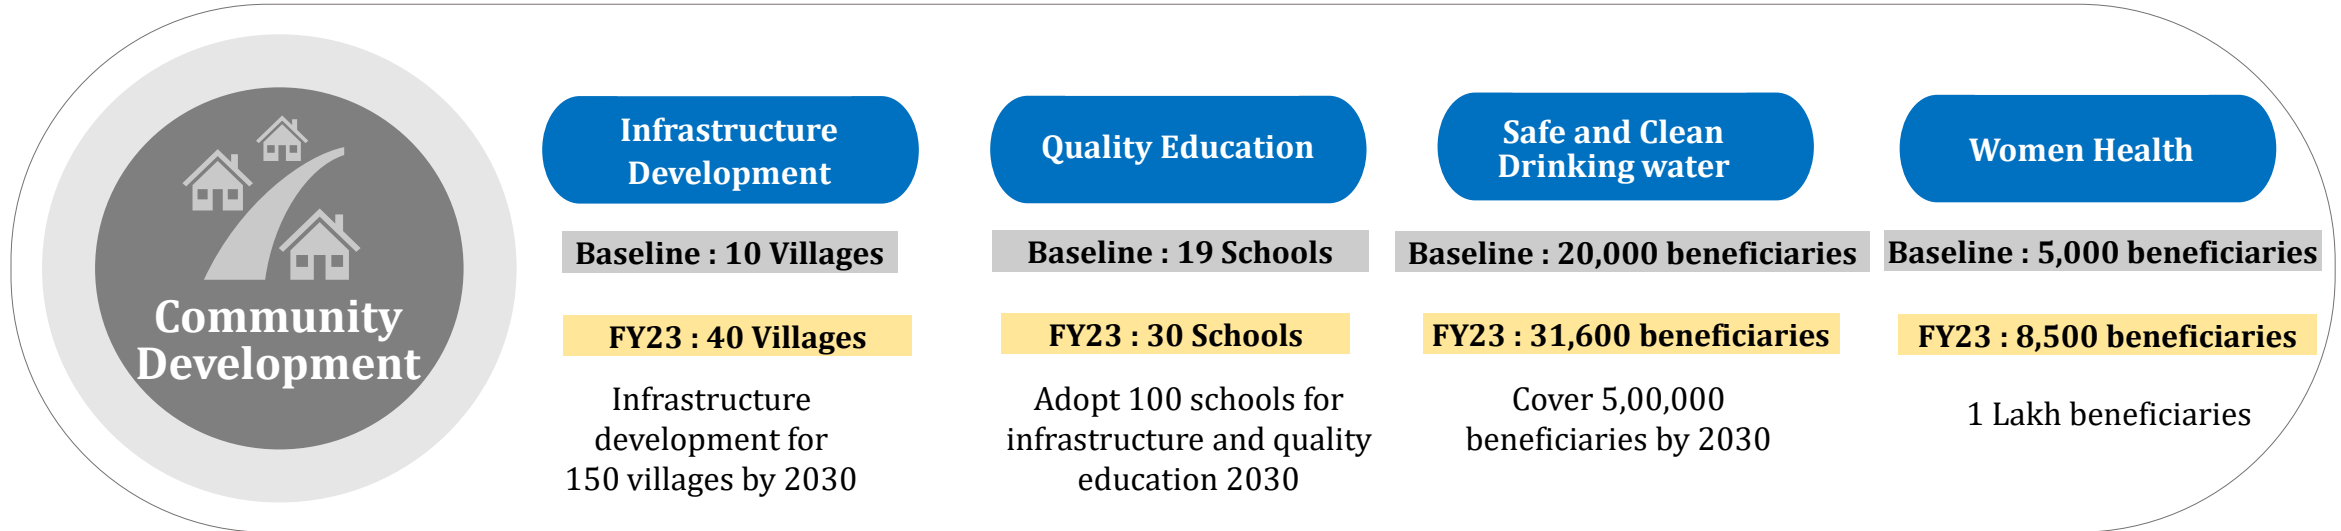 Community
Development
Infrastructure
Development
Baseline : 10 Villages
FY23 : 40 Villages
Infrastructure
development for
150 villages by 2030
Quality Education
Baseline : 19 Schools
FY23 : 30 Schools
Adopt 100 schools for
infrastructure and quality
education 2030
Safe and Clean
Drinking water
Baseline : 20,000 beneficiaries
FY23 : 31,600 beneficiaries
Cover 5,00,000
beneficiaries by 2030
Women Health
Baseline : 5,000 beneficiaries
FY23 : 8,500 beneficiaries
1 Lakh beneficiaries